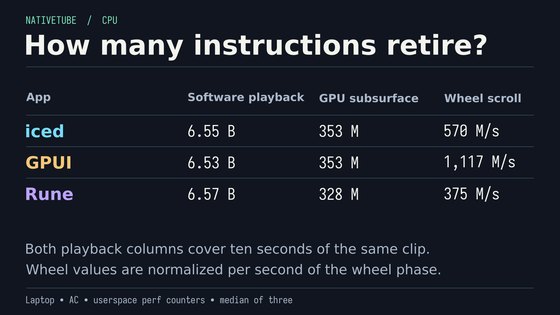 NATIVETUBE / CPU
How many instructions retire?
App Software playback GPU subsurface Wheel scroll
iced 6.55 B 353 M 570 M/s
GPUI 6.53 B 353 M 1,117 M/s
Rune 6.57 B 328 M 375 M/s
Both playback columns cover ten seconds of the same clip.
Wheel values are normalized per second of the wheel phase.
Laptop • AC • userspace perf counters • median of three